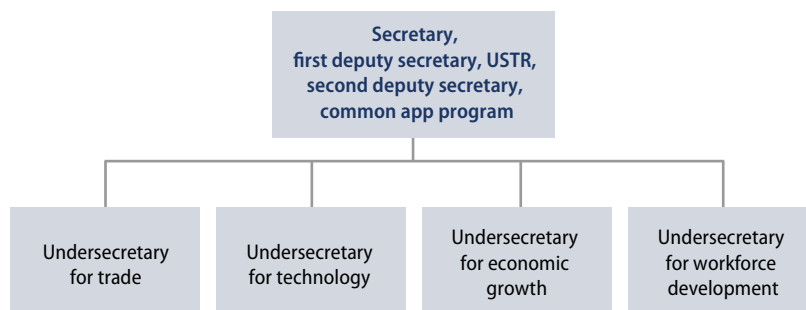 Secretary,
first deputy secretary, USTR,
second deputy secretary,
common app program
Undersecretary
for trade
Undersecretary
for technology
Undersecretary
for economic
growth
Undersecretary
for workforce
development